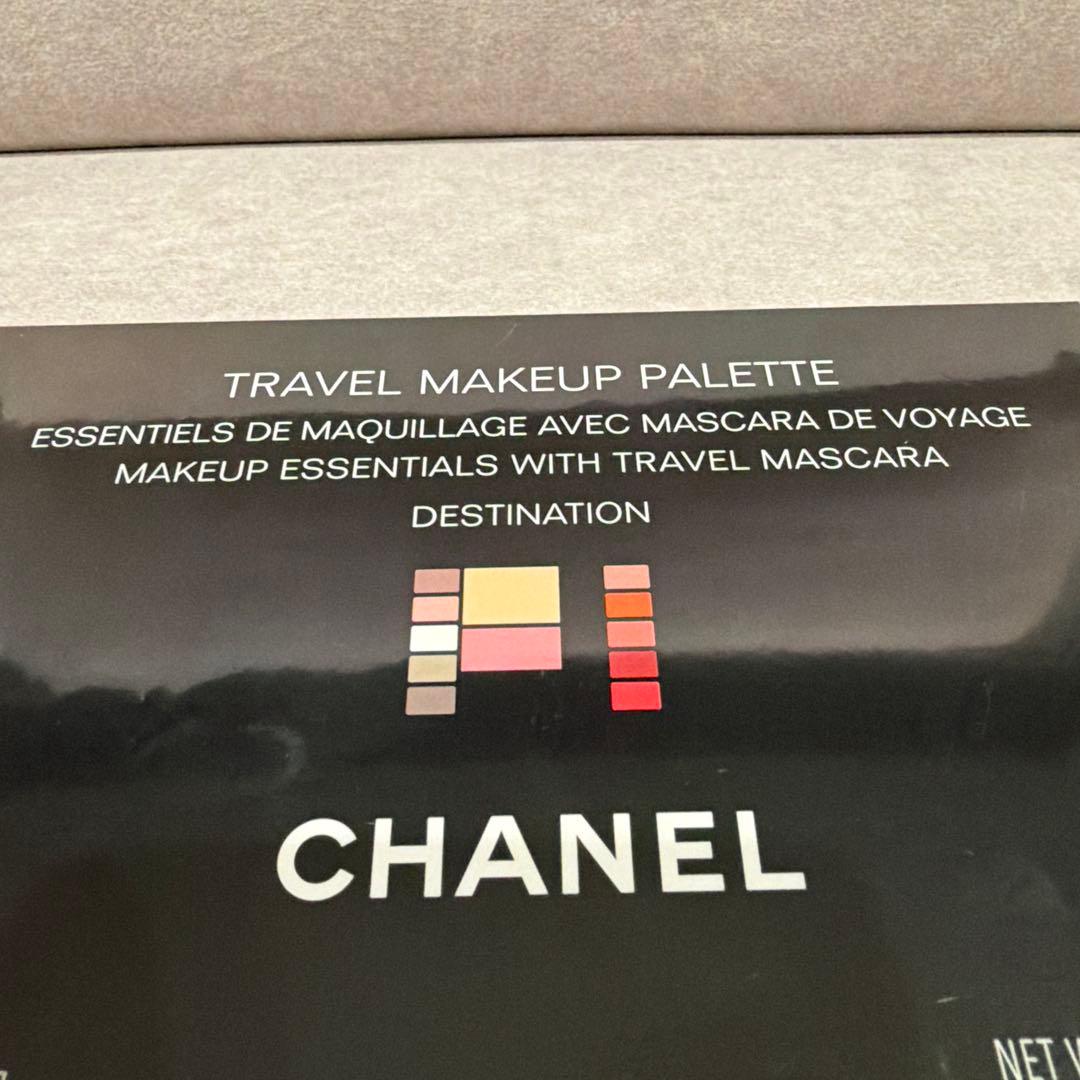 TRAVEL MAKEUP PALETTE
ESSENTIELS DE MAQUILLAGE AVEC MASCARA DE VOYAGE
MAKEUP ESSENTIALS WITH TRAVEL MASCARA
DESTINATION
CHANEL
NET